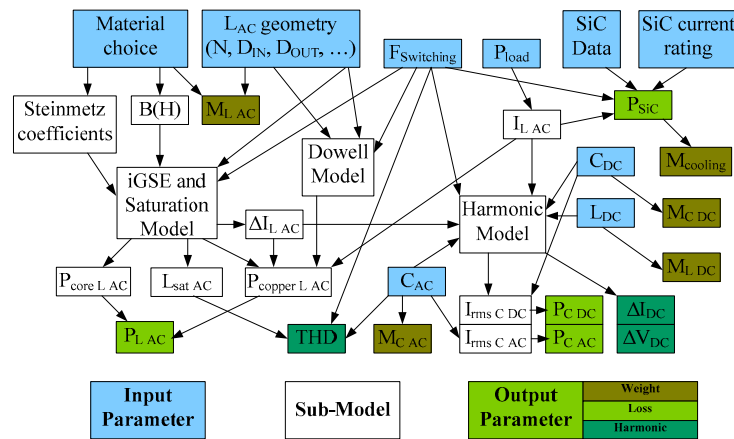 Material
choice
L_AC geometry
(N, D_IN, D_OUT, …)
F_Switching
P_load
SiC
Data
SiC current
rating
Steinmetz
coefficients
B(H)
M_L AC
P_SiC
I_L AC
Dowell
Model
M_cooling
iGSE and
Saturation
Model
C_DC
ΔI_L AC
Harmonic
Model
L_DC
M_C DC
M_L DC
P_core L AC
L_sat AC
P_copper L AC
C_AC
I_rms C DC
P_C DC
ΔI_DC
P_L AC
THD
M_C AC
I_rms C AC
P_C AC
ΔV_DC
Input
Parameter
Sub-Model
Output
Parameter
Weight
Loss
Harmonic